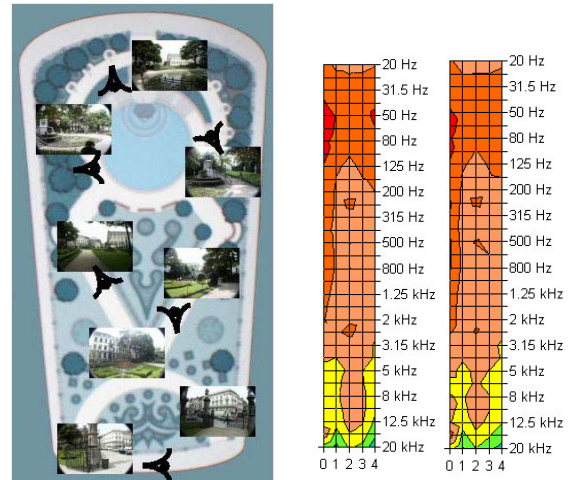 20 Hz
31.5 Hz
50 Hz
80 Hz
125 Hz
200 Hz
315 Hz
500 Hz
800 Hz
1.25 kHz
2 kHz
3.15 kHz
5 kHz
8 kHz
12.5 kHz
20 kHz
0 1 2 3 4
20 Hz
31.5 Hz
50 Hz
80 Hz
125 Hz
200 Hz
315 Hz
500 Hz
800 Hz
1.25 kHz
2 kHz
3.15 kHz
5 kHz
8 kHz
12.5 kHz
20 kHz
0 1 2 3 4